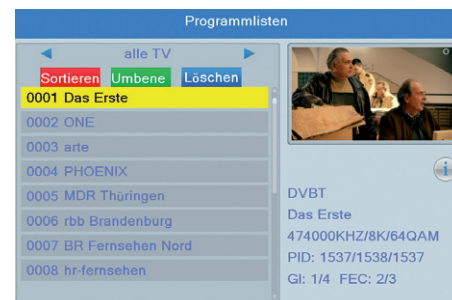 Programmlisten
alle TV
Sortieren Umbene Löschen
0001 Das Erste
0002 ONE
0003 arte
0004 PHOENIX
0005 MDR Thüringen
0006 rbb Brandenburg
0007 BR Fernsehen Nord
0008 hr-fernsehen
i
DVBT
Das Erste
474000KHZ/8K/64QAM
PID: 1537/1538/1537
GI: 1/4 FEC: 2/3